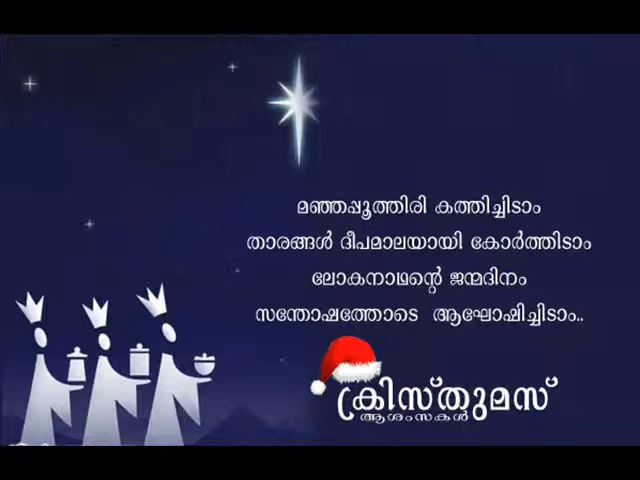 മഞ്ഞപ്പൂത്തിരി കത്തിച്ചിടാം
താരങ്ങൾ ദീപമാലയായി കോർത്തിടാം
ലോകനാഥന്റെ ജന്മദിനം
സന്തോഷത്തോടെ ആഘോഷിച്ചിടാം..
ക്രിസ്തുമസ്
ആശംസകൾ